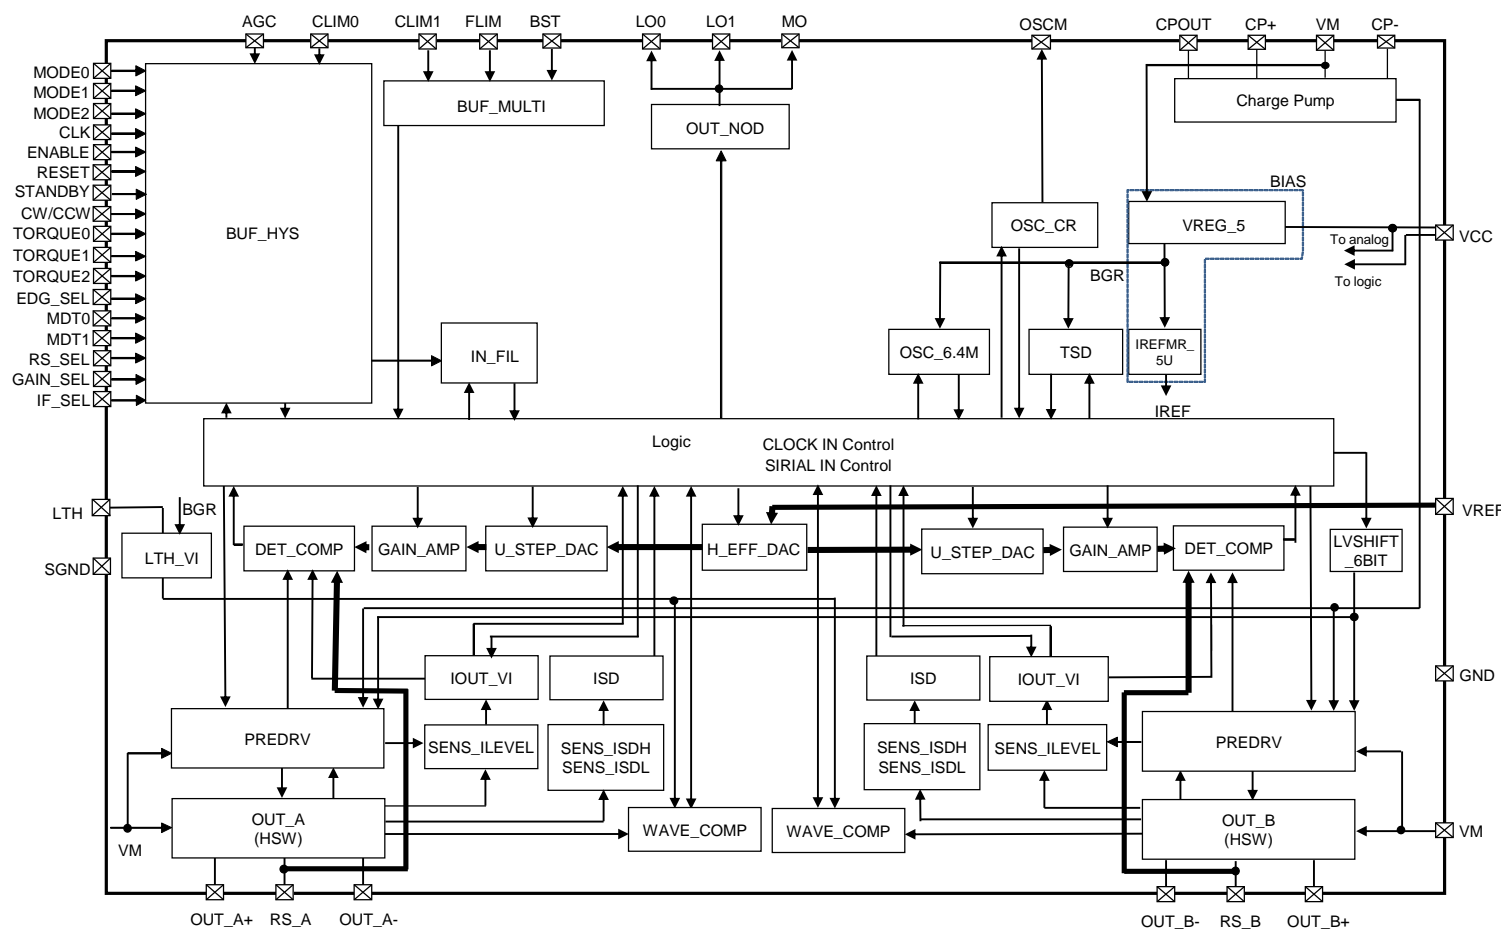 AGC
CLIM0
CLIM1
FLIM
BST
LO0
LO1
MO
OSCM
CPOUT
CP+
VM
CP-
MODE0
MODE1
MODE2
CLK
ENABLE
RESET
STANDBY
CW/CCW
TORQUE0
TORQUE1
TORQUE2
EDG_SEL
MDT0
MDT1
RS_SEL
GAIN_SEL
IF_SEL
BUF_HYS
BUF_MULTI
OUT_NOD
Charge Pump
BIAS
OSC_CR
VREG_5
VCC
To analog
To logic
BGR
IN_FIL
OSC_6.4M
TSD
IREFMR_
5U
IREF
Logic
CLOCK IN Control
SIRIAL IN Control
LTH
BGR
VREF
LTH_VI
DET_COMP
GAIN_AMP
U_STEP_DAC
H_EFF_DAC
U_STEP_DAC
GAIN_AMP
DET_COMP
LVSHIFT
_6BIT
SGND
IOUT_VI
ISD
ISD
IOUT_VI
GND
PREDRV
SENS_ILEVEL
SENS_ISDH
SENS_ISDL
SENS_ISDH
SENS_ISDL
SENS_ILEVEL
PREDRV
OUT_A
(HSW)
WAVE_COMP
WAVE_COMP
OUT_B
(HSW)
VM
VM
OUT_A+
RS_A
OUT_A-
OUT_B-
RS_B
OUT_B+